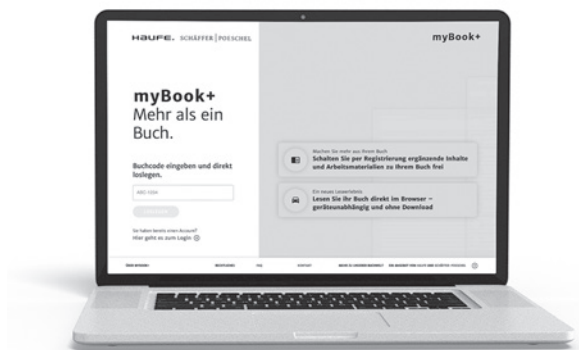 HAUFE. SCHÄFFER | POESCHEL
myBook+
myBook+
Mehr als ein
Buch.
Buchcode eingeben und direkt
loslegen.
Sie haben bereits einen Account?
Hier geht es zum Login
Machen Sie mehr aus Ihrem Buch
Schalten Sie per Registrierung ergänzende Inhalte
und Arbeitsmaterialien zu Ihrem Buch frei
Ein neues Leseerlebnis
Lesen Sie Ihr Buch direkt im Browser –
geräteunabhängig und ohne Download
FAQ
KONTAKT